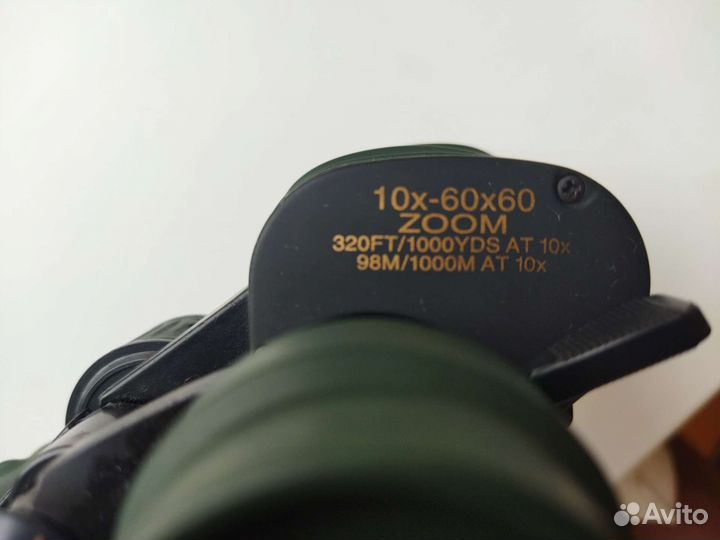 10x-60x60
ZOOM
320FT/1000YDS AT 10x
98M/1000M AT 10x
Avito